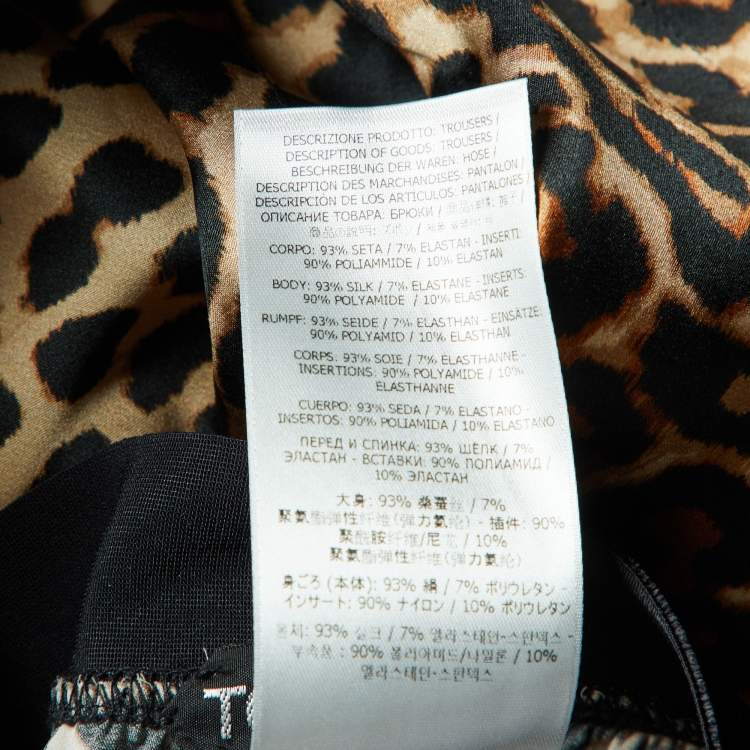 DESCRIZIONE PRODOTTO: TROUSERS /
DESCRIPTION OF GOODS: TROUSERS /
BESCHREIBUNG DER WAREN: HOSE /
DESCRIPTION DES MARCHANDISES: PANTALON /
DESCRIPCION DE LOS ARTICULOS: PANTALONES /
ОПИСАНИЕ ТОВАРА: БРЮКИ /
商品の説明:
CORPO: 93% SETA / 7% ELASTAN - INSERTI:
90% POLIAMMIDE / 10% ELASTAN
BODY: 93% SILK / 7% ELASTANE - INSERTS:
90% POLYAMIDE / 10% ELASTANE
RUMPF: 93% SEIDE / 7% ELASTHAN - EINSÄTZE:
90% POLYAMID / 10% ELASTHAN
CORPS: 93% SOIE / 7% ELASTHANNE -
INSERTIONS: 90% POLYAMIDE / 10%
ELASTHANNE
CUERPO: 93% SEDA / 7% ELASTANO -
INSERTOS: 90% POLIAMIDA / 10% ELASTANO
ПЕРЕД И СПИНКА: 93% ШЁЛК / 7%
ЭЛАСТАН - ВСТАВКИ: 90% ПОЛИАМИД /
10% ЭЛАСТАН
大身: 93% 桑蚕丝 / 7%
聚氨酯弹性纤维(弹力氨纶) - 插件: 90%
聚酰胺纤维/尼龙 / 10%
聚氨酯弹性纤维(弹力氨纶)
身ごろ (本体): 93% 絹 / 7% ポリウレタン -
インサート: 90% ナイロン / 10% ポリウレタン
몸체: 93% 실크 / 7% 엘라스테인-스판덱스 -
부속품 : 90% 폴리아미드/나일론 / 10%
엘라스테인-스판덱스